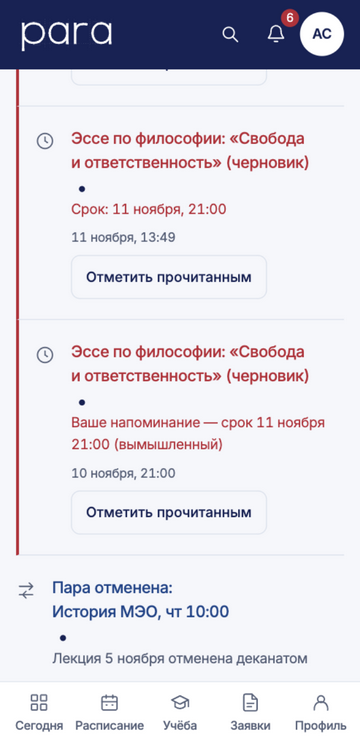 para
6
АС
Эссе по философии: «Свобода
и ответственность» (черновик)
Срок: 11 ноября, 21:00
11 ноября, 13:49
Отметить прочитанным
Эссе по философии: «Свобода
и ответственность» (черновик)
Ваше напоминание — срок 11 ноября
21:00 (вымышленный)
10 ноября, 21:00
Отметить прочитанным
Пара отменена:
История МЭО, чт 10:00
Лекция 5 ноября отменена деканатом
Сегодня Расписание Учёба Заявки Профиль